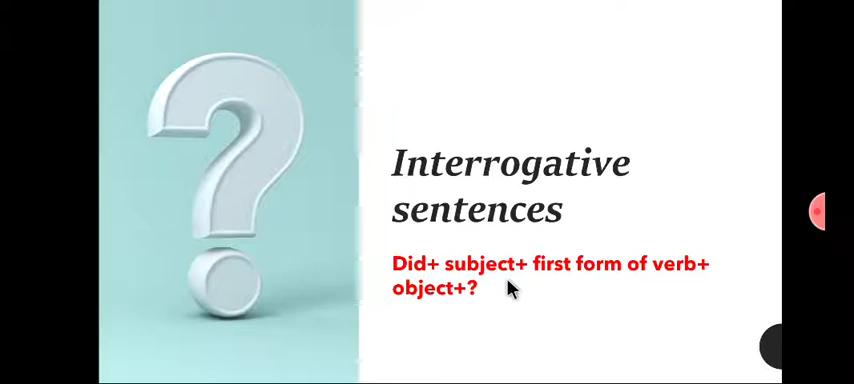 Interrogative
sentences
Did+ subject+ first form of verb+
object+?